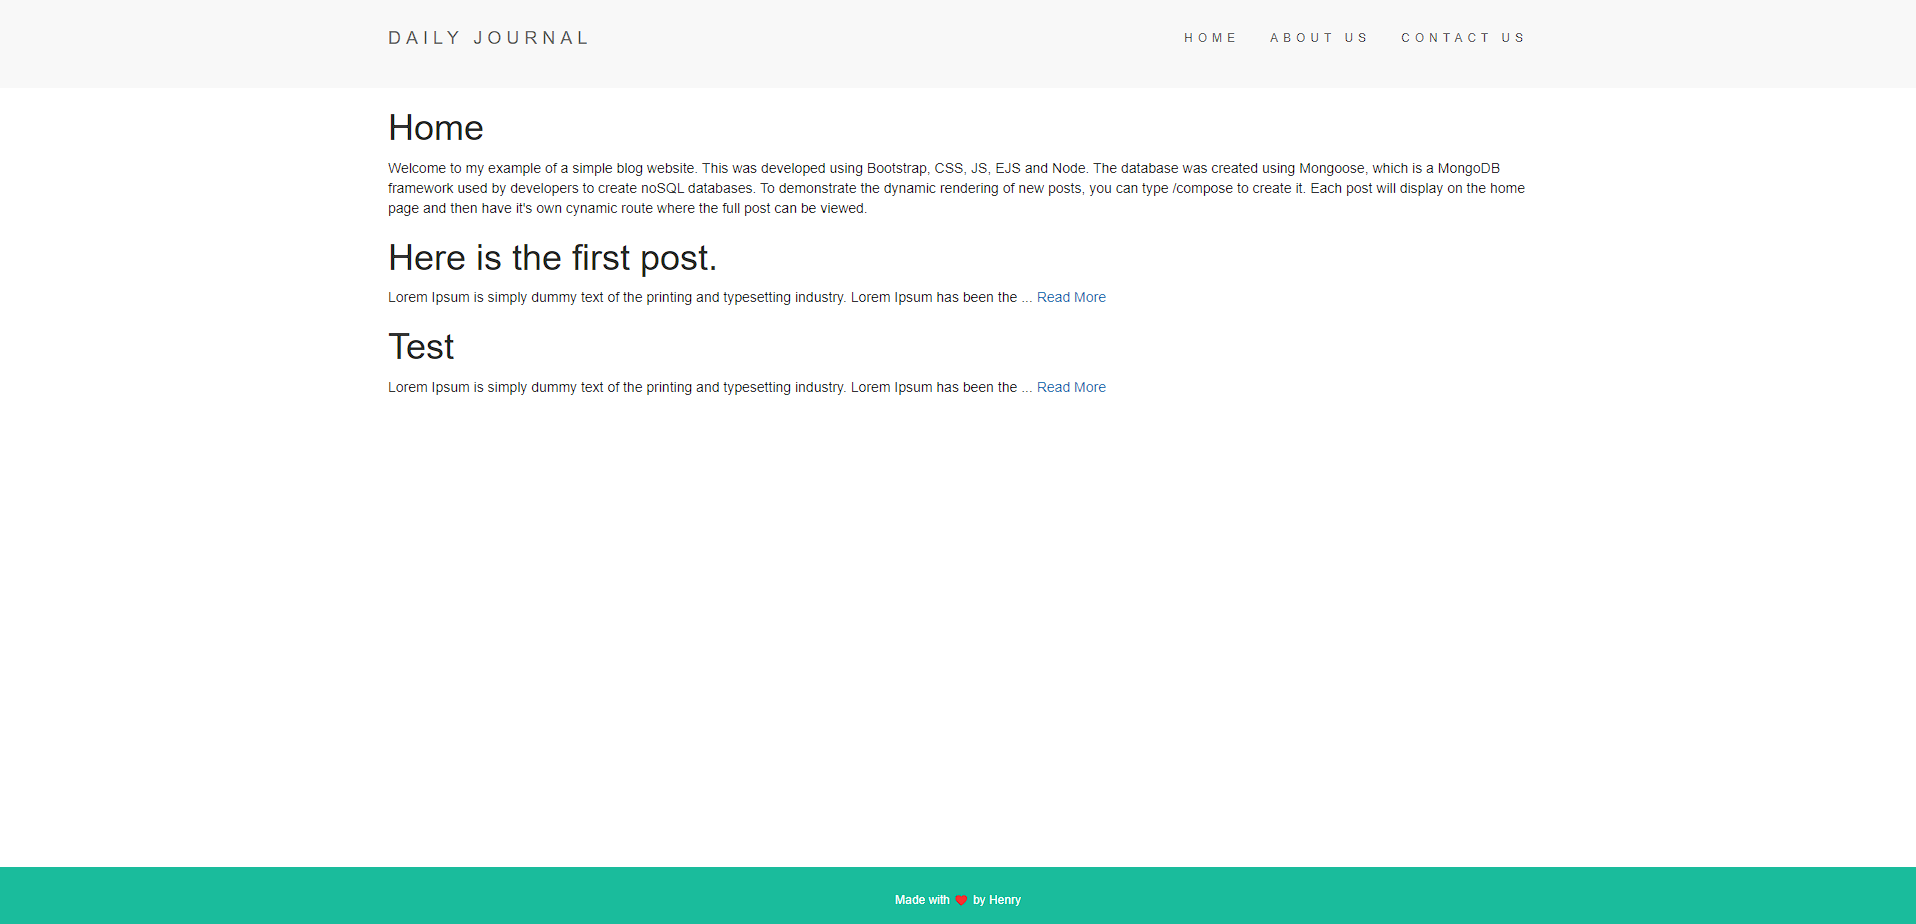 DAILY JOURNAL
HOME ABOUT US CONTACT US
Home
Welcome to my example of a simple blog website. This was developed using Bootstrap, CSS, JS, EJS and Node. The database was created using Mongoose, which is a MongoDB
framework used by developers to create noSQL databases. To demonstrate the dynamic rendering of new posts, you can type /compose to create it. Each post will display on the home
page and then have it's own cynamic route where the full post can be viewed.
Here is the first post.
Lorem Ipsum is simply dummy text of the printing and typesetting industry. Lorem Ipsum has been the ... Read More
Test
Lorem Ipsum is simply dummy text of the printing and typesetting industry. Lorem Ipsum has been the ... Read More
Made with ❤️ by Henry